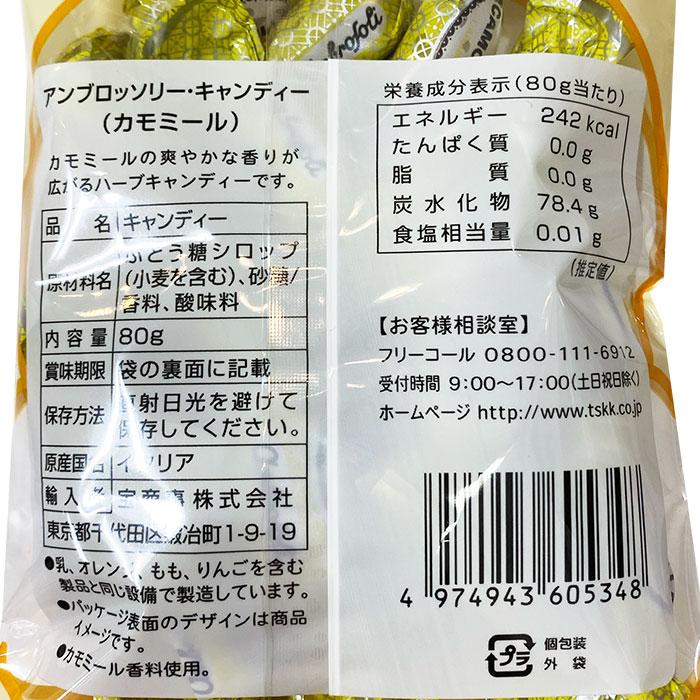 アンブロッソリー・キャンディー
(カモミール)
カモミールの爽やかな香りが
広がるハーブキャンディーです。
品名 キャンディー
原材料名 ぶどう糖シロップ
(小麦を含む)、砂糖/
香料、酸味料
内容量 80g
賞味期限 袋の裏面に記載
保存方法 直射日光を避けて
保存してください。
原産国名 イタリア
輸入者 宝商事株式会社
東京都千代田区鍛冶町1-9-19
●乳、オレンジ、もも、りんごを含む
製品と同じ設備で製造しています。
●パッケージ表面のデザインは商品
イメージです。
●カモミール香料使用。
栄養成分表示(80g当たり)
エネルギー 242kcal
たんぱく質 0.0g
脂質 0.0g
炭水化物 78.4g
食塩相当量 0.01g
(推定値)
【お客様相談室】
フリーコール 0800-111-6912
受付時間 9:00～17:00(土日祝日除く)
ホームページ http://www.tskk.co.jp
4 974943 605348
プラ
個包装
外袋